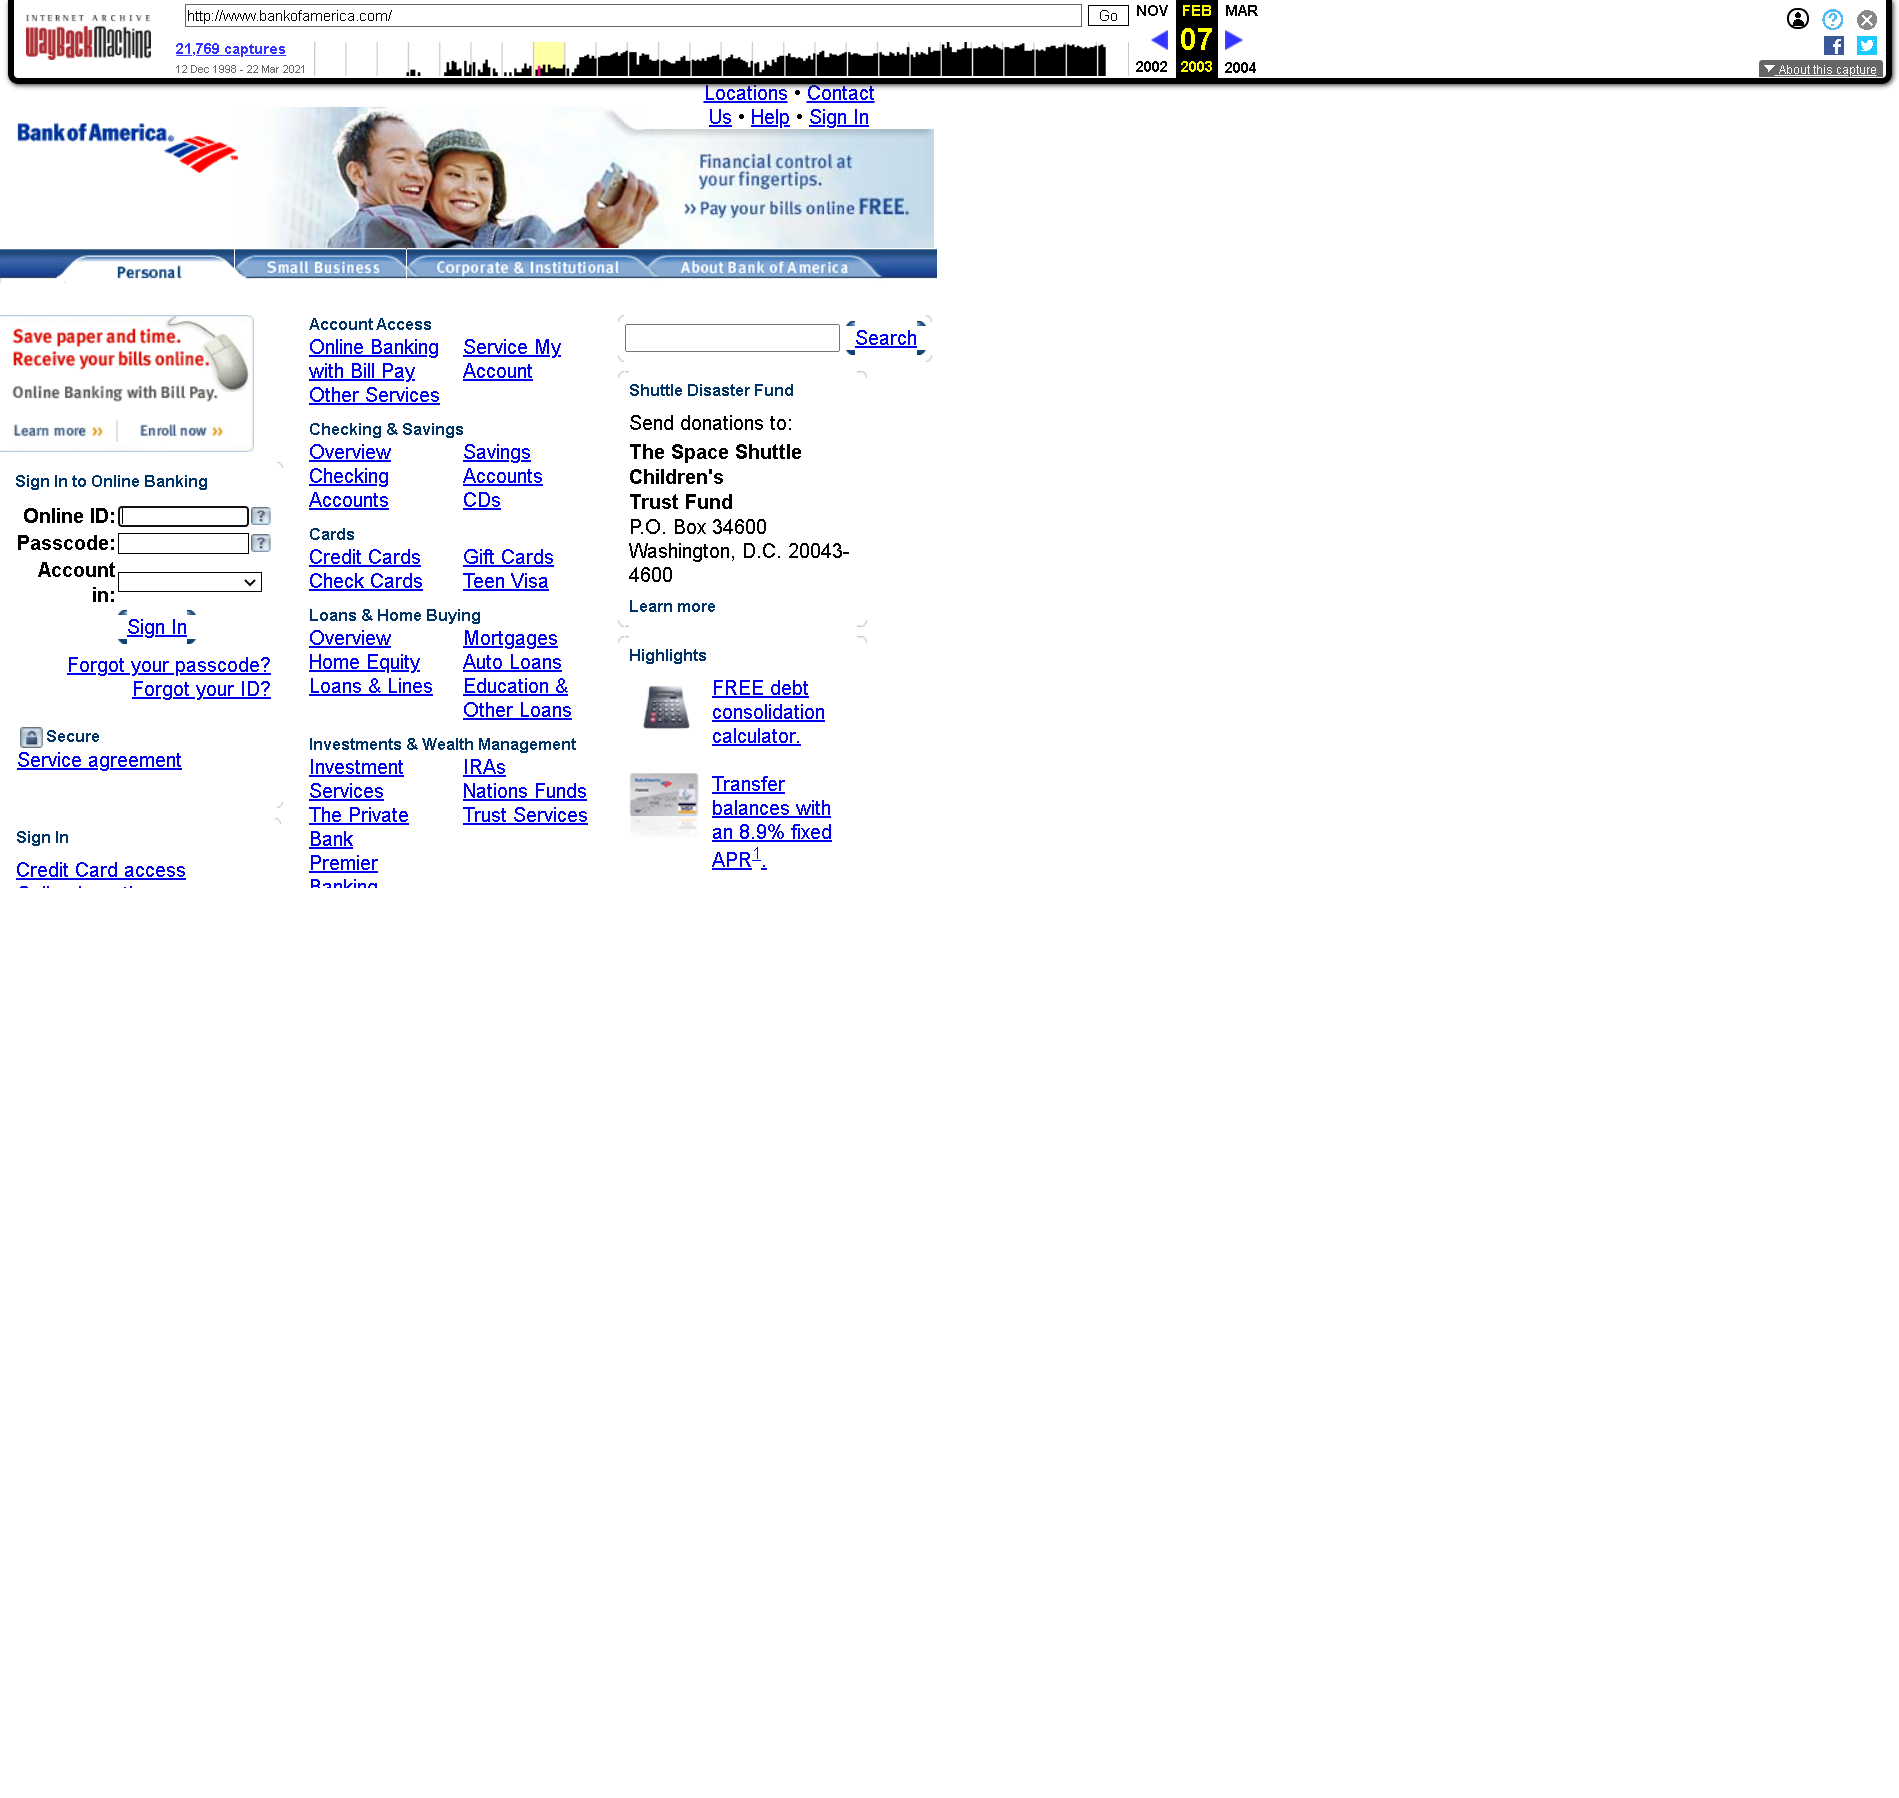 INTERNET ARCHIVE
WayBackMachine
http://www.bankofamerica.com/
Go
NOV
FEB
MAR
21,769 captures
07
12 Dec 1998 - 22 Mar 2021
2002
2003
2004
About this capture
Locations • Contact
Us • Help • Sign In
Bank of America.
Financial control at
your fingertips.
›› Pay your bills online FREE.
Personal
Small Business
Corporate & Institutional
About Bank of America
Save paper and time.
Receive your bills online.
Online Banking with Bill Pay.
Learn more ››
Enroll now ››
Sign In to Online Banking
Online ID:
Passcode:
Account
in:
Sign In
Forgot your passcode?
Forgot your ID?
Secure
Service agreement
Sign In
Credit Card access
Account Access
Online Banking
with Bill Pay
Other Services
Service My
Account
Checking & Savings
Overview
Checking
Accounts
Savings
Accounts
CDs
Cards
Credit Cards
Check Cards
Gift Cards
Teen Visa
Loans & Home Buying
Overview
Home Equity
Loans & Lines
Mortgages
Auto Loans
Education &
Other Loans
Investments & Wealth Management
Investment
Services
The Private
Bank
Premier
Banking
IRAs
Nations Funds
Trust Services
Search
Shuttle Disaster Fund
Send donations to:
The Space Shuttle
Children's
Trust Fund
P.O. Box 34600
Washington, D.C. 20043-
4600
Learn more
Highlights
FREE debt
consolidation
calculator.
Transfer
balances with
an 8.9% fixed
APR1.